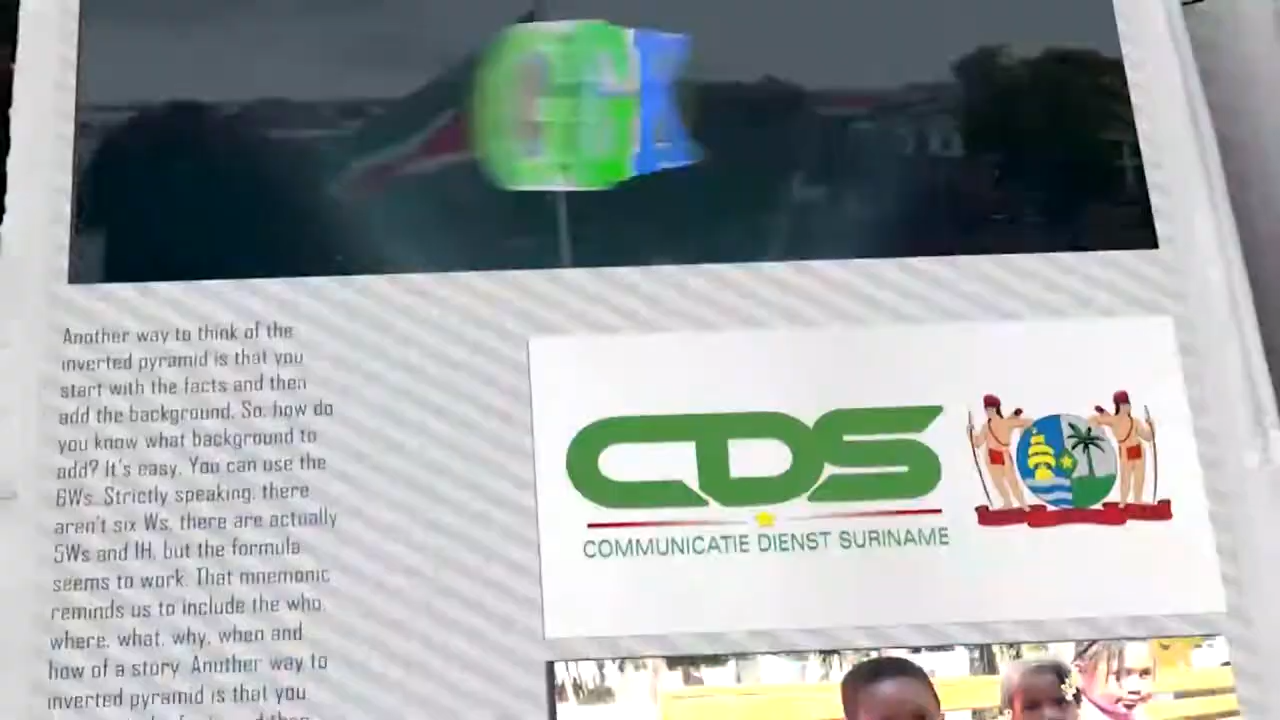 Another way to think of the
inverted pyramid is that you
start with the facts and then
add the background. So, how do
you know what background to
add? It's easy. You can use the
6Ws. Strictly speaking, there
aren't six Ws, there are actually
5Ws and 1H, but the formula
seems to work. That mnemonic
reminds us to include the who,
where, what, why, when and
how of a story. Another way to
inverted pyramid is that you
CDS
COMMUNICATIE DIENST SURINAME